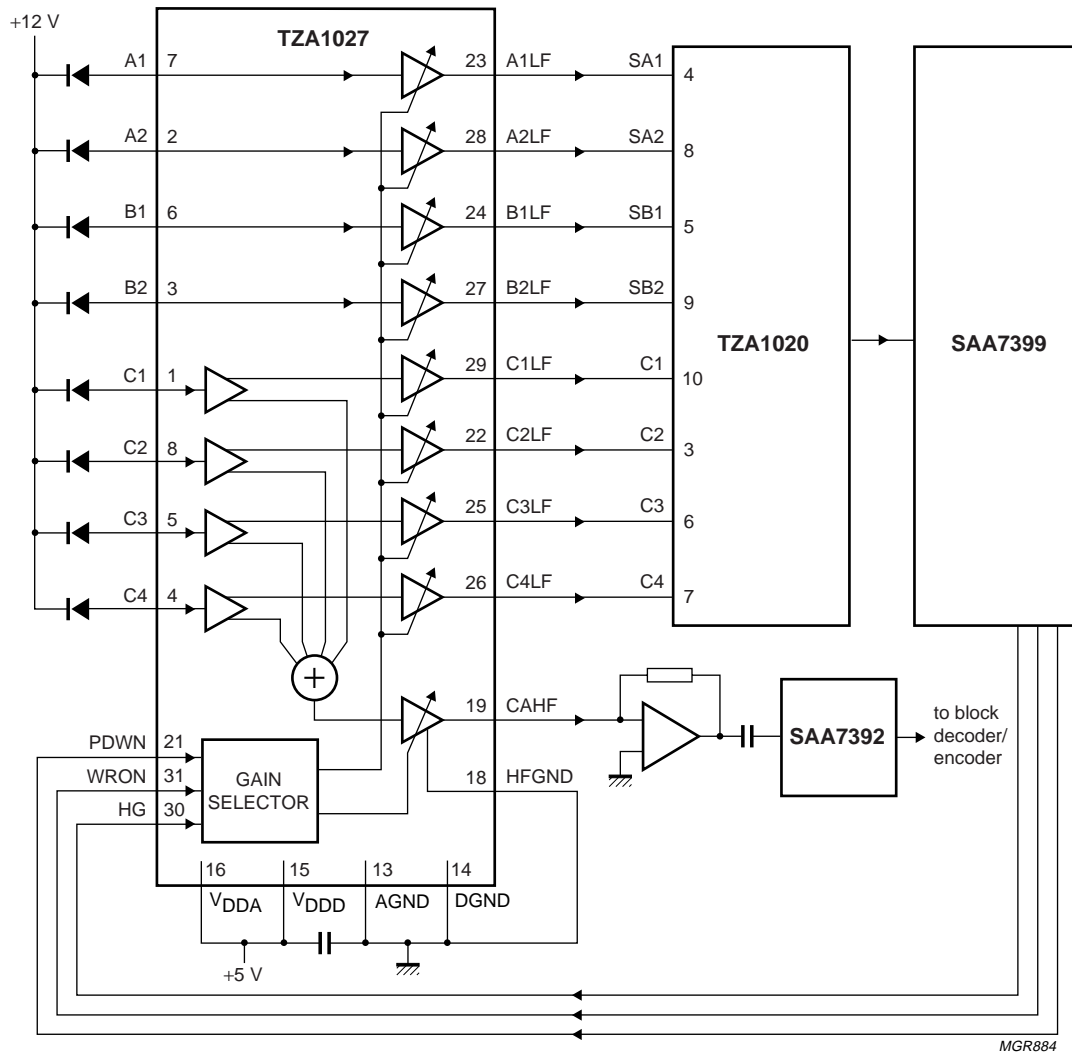 +12 V
TZA1027
A1 7 23 A1LF SA1 4
A2 2 28 A2LF SA2 8
B1 6 24 B1LF SB1 5
B2 3 27 B2LF SB2 9
TZA1020
SAA7399
C1 1 29 C1LF C1 10
C2 8 22 C2LF C2 3
C3 5 25 C3LF C3 6
C4 4 26 C4LF C4 7
+
19 CAHF
SAA7392
to block
decoder/
encoder
PDWN 21
WRON 31
HG 30
GAIN
SELECTOR
18 HFGND
16 15 13 14
VDDA VDDD AGND DGND
+5 V
MGR884